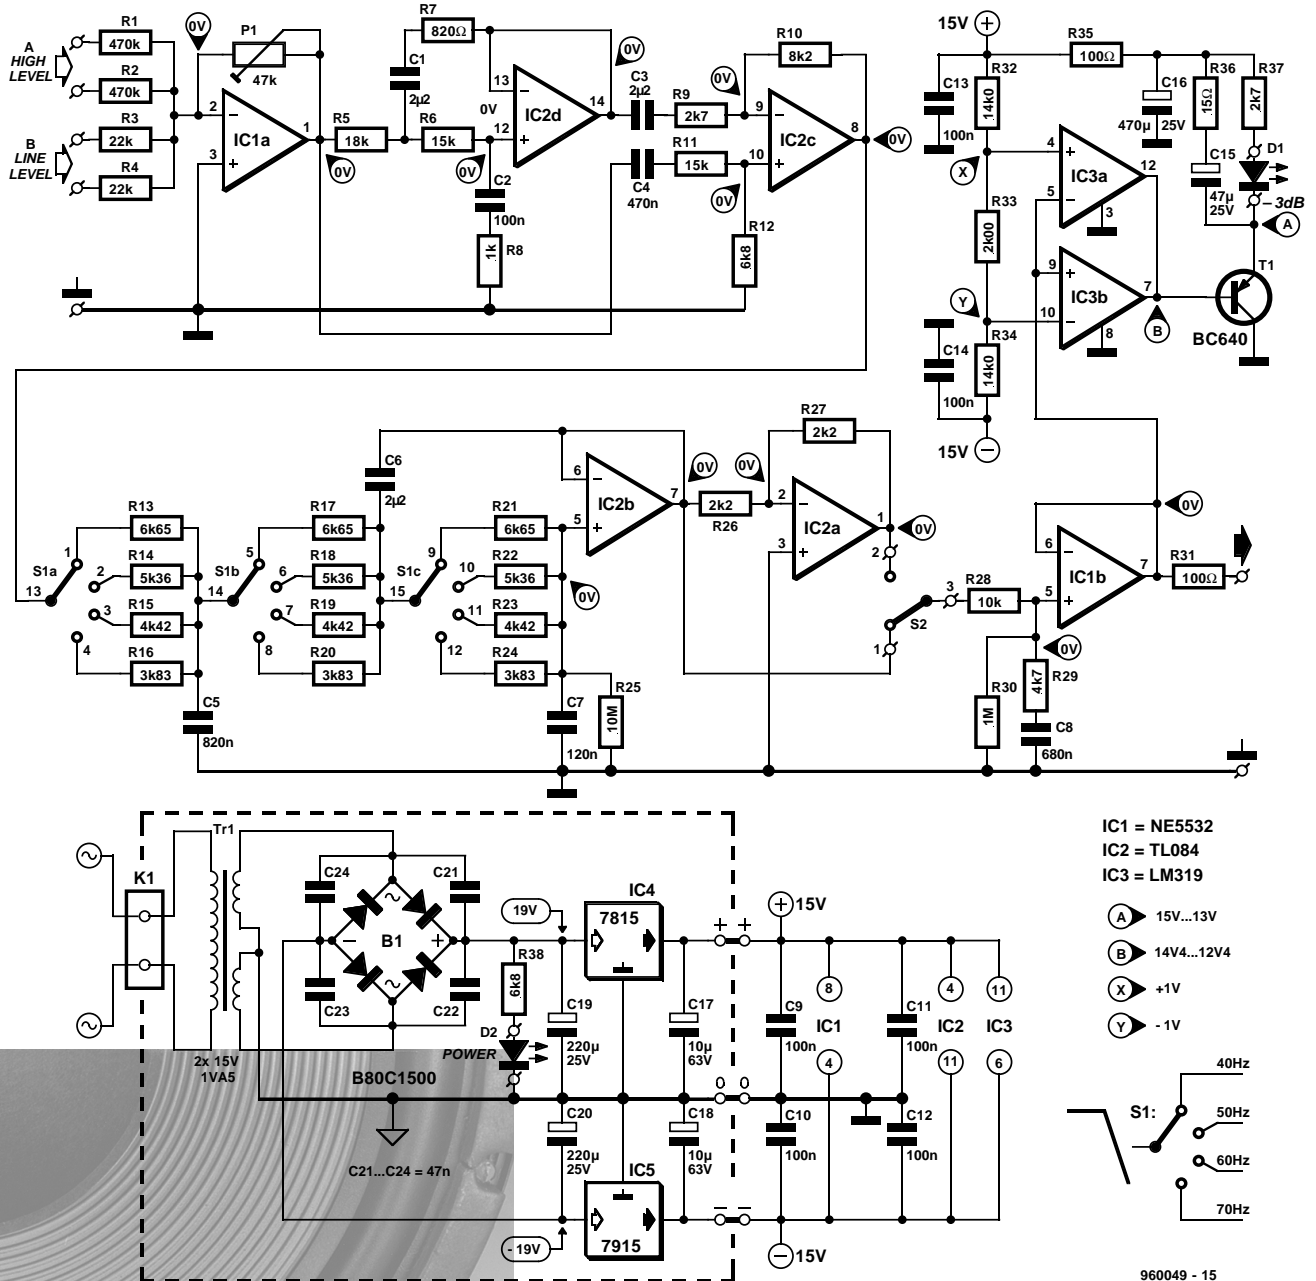 A
HIGH
LEVEL
R1
470k
R2
470k
B
LINE
LEVEL
R3
22k
R4
22k
0V
P1
47k
2
3
1
IC1a
0V
R5
18k
R7
820Ω
C1
2µ2
R6
15k
0V
0V
C2
100n
R8
1k
13
12
14
IC2d
0V
C3
2µ2
C4
470n
R9
2k7
R11
15k
0V
0V
R12
6k8
R10
8k2
9
10
8
IC2c
0V
15V
+
R35
100Ω
C13
100n
R32
14k0
X
R33
2k00
Y
C14
100n
R34
14k0
15V
−
C16
470µ
25V
R36
15Ω
R37
2k7
C15
47µ
25V
D1
−3dB
A
4
5
12
3
IC3a
9
10
7
8
IC3b
B
T1
BC640
S1a
13
1
2
3
4
R13
6k65
R14
5k36
R15
4k42
R16
3k83
C5
820n
S1b
14
5
6
7
8
R17
6k65
R18
5k36
R19
4k42
R20
3k83
C6
2µ2
S1c
15
9
10
11
12
R21
6k65
R22
5k36
R23
4k42
R24
3k83
0V
C7
120n
R25
10M
6
5
7
IC2b
0V
R26
2k2
0V
R27
2k2
2
3
1
IC2a
0V
2
1
S2
3
R28
10k
R30
1M
0V
R29
4k7
C8
680n
6
5
7
IC1b
0V
R31
100Ω
K1
Tr1
2x 15V
1VA5
C24
C21
C23
C22
B1
−
+
B80C1500
C21...C24 = 47n
19V
R38
6k8
D2
POWER
C19
220µ
25V
C20
220µ
25V
- 19V
IC4
7815
IC5
7915
C17
10µ
63V
C18
10µ
63V
+ +
0 0
− −
+
15V
−
15V
C9
100n
C10
100n
8
IC1
4
C11
100n
C12
100n
4
IC2
11
11
IC3
6
IC1 = NE5532
IC2 = TL084
IC3 = LM319
A 15V...13V
B 14V4...12V4
X +1V
Y - 1V
S1:
40Hz
50Hz
60Hz
70Hz
960049 - 15